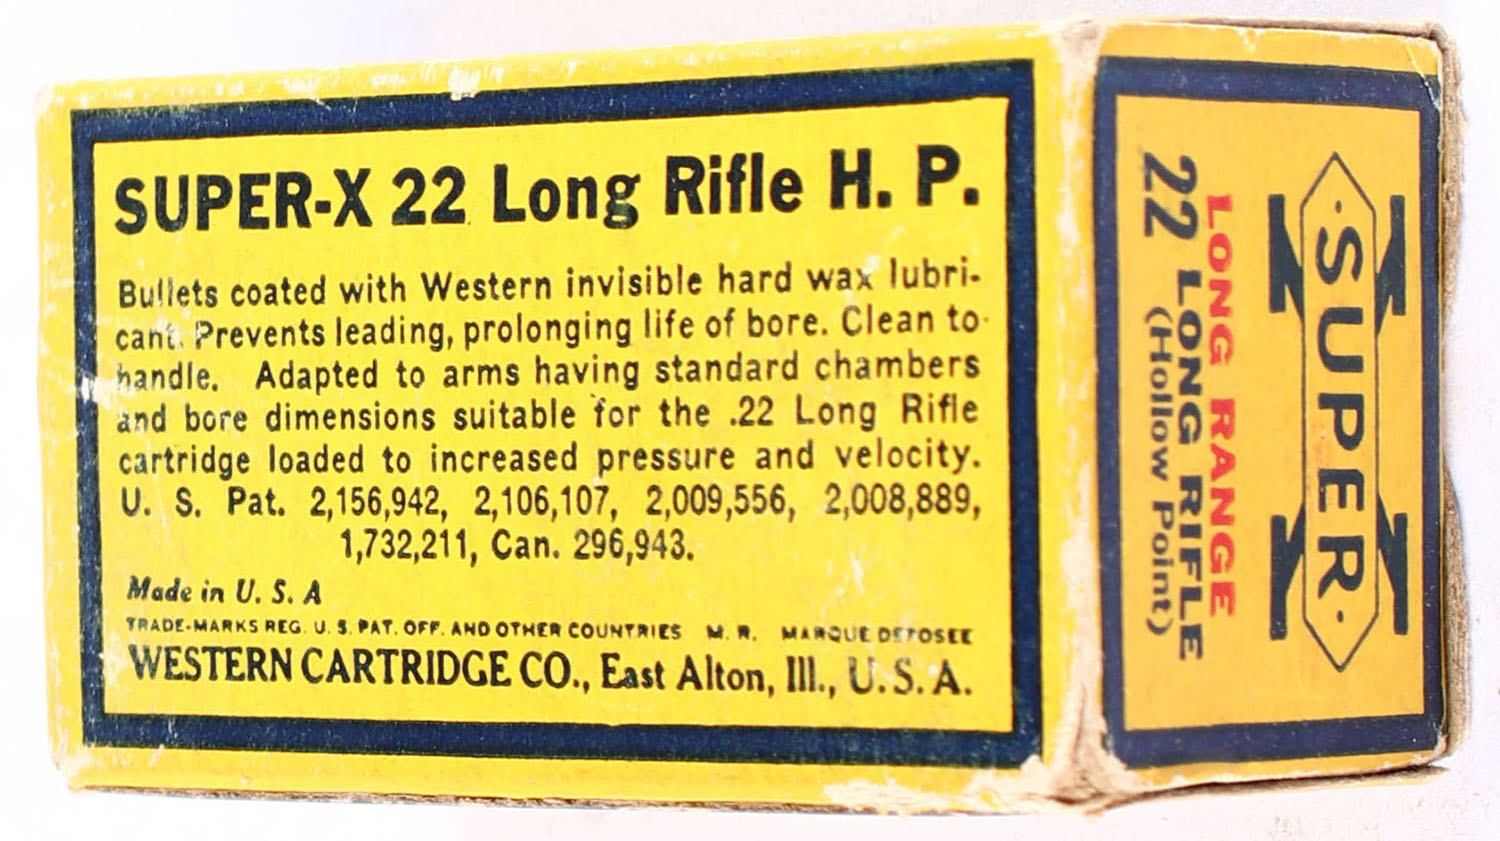 SUPER-X 22 Long Rifle H. P.
Bullets coated with Western invisible hard wax lubri-
cant. Prevents leading, prolonging life of bore. Clean to
handle. Adapted to arms having standard chambers
and bore dimensions suitable for the .22 Long Rifle
cartridge loaded to increased pressure and velocity.
U. S. Pat. 2,156,942, 2,106,107, 2,009,556, 2,008,889,
1,732,211, Can. 296,943.
Made in U. S. A
TRADE-MARKS REG. U. S. PAT. OFF. AND OTHER COUNTRIES M. R. MARQUE DEPOSEE
WESTERN CARTRIDGE CO., East Alton, Ill., U. S. A.
X
·SUPER·
LONG RANGE
22 LONG RIFLE
(Hollow Point)